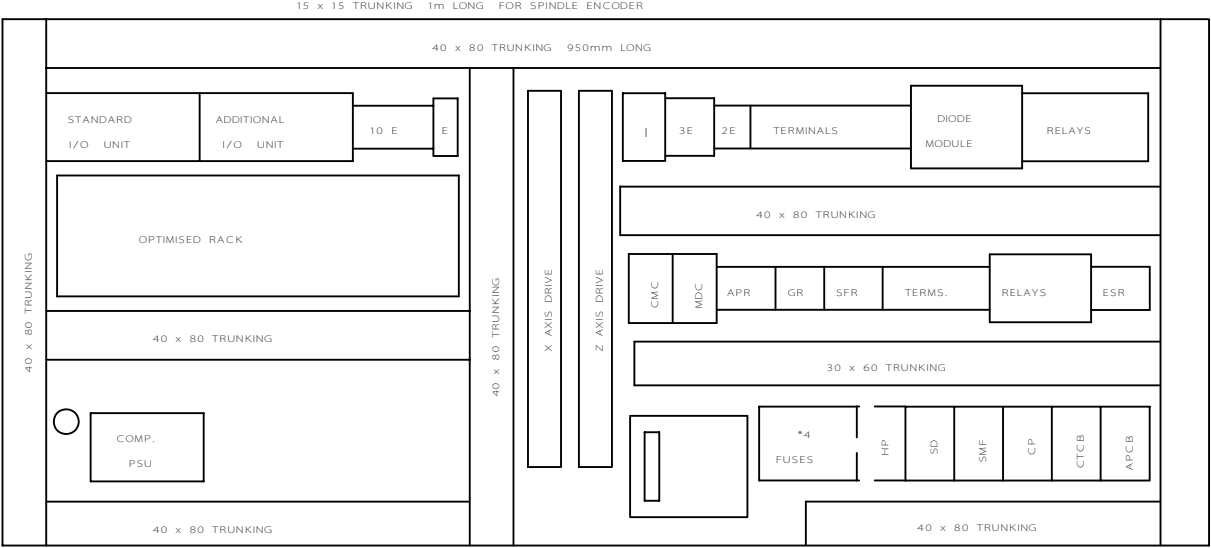 15 x 15 TRUNKING 1m LONG FOR SPINDLE ENCODER
40 x 80 TRUNKING 950mm LONG
STANDARD
I/O UNIT
ADDITIONAL
I/O UNIT
10 E
E
I
3E
2E
TERMINALS
DIODE
MODULE
RELAYS
40 x 80 TRUNKING
OPTIMISED RACK
40 x 80 TRUNKING
40 x 80 TRUNKING
X AXIS DRIVE
Z AXIS DRIVE
40 x 80 TRUNKING
CMC
MDC
APR
GR
SFR
TERMS.
RELAYS
ESR
40 x 80 TRUNKING
30 x 60 TRUNKING
COMP.
PSU
*4
FUSES
HP
SD
SMF
CP
CTCB
APCB
40 x 80 TRUNKING
40 x 80 TRUNKING